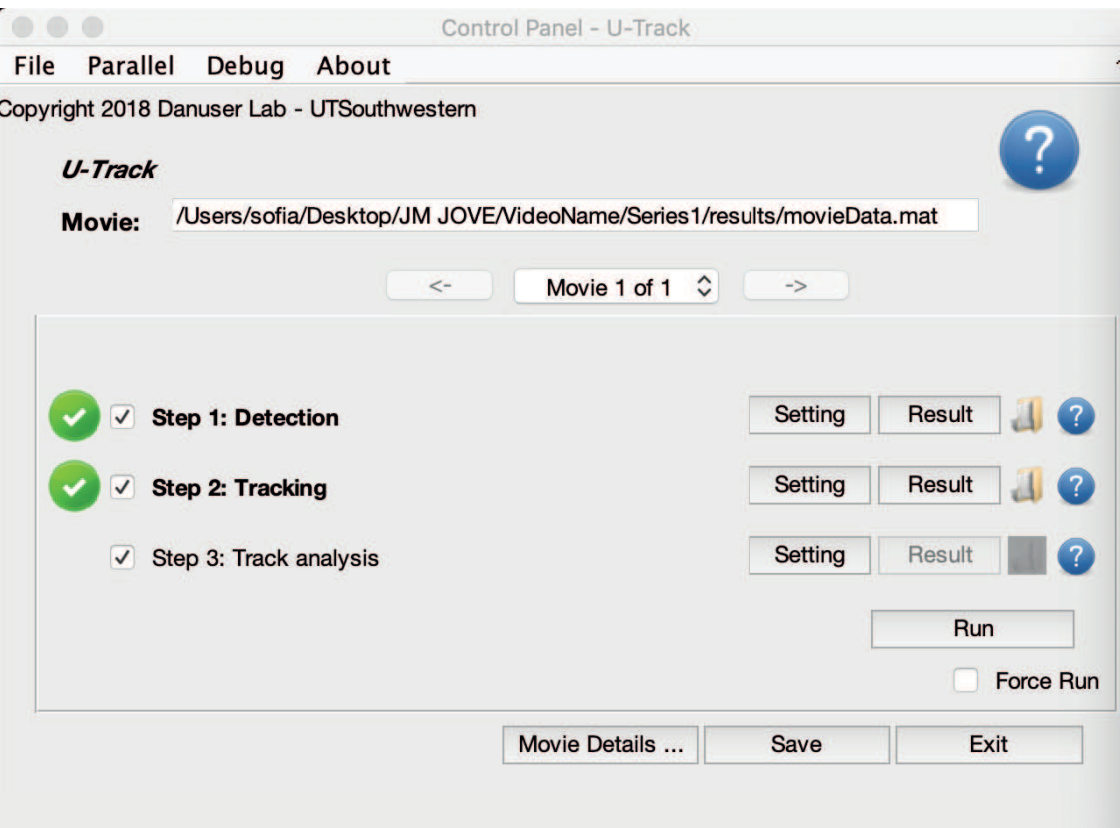 Control Panel - U-Track
File Parallel Debug About
Copyright 2018 Danuser Lab - UTSouthwestern
?
U-Track
Movie: /Users/sofia/Desktop/JM JOVE/VideoName/Series1/results/movieData.mat
<- Movie 1 of 1 ->
Step 1: Detection Setting Result ?
Step 2: Tracking Setting Result ?
Step 3: Track analysis Setting Result ?
Run
Force Run
Movie Details ... Save Exit